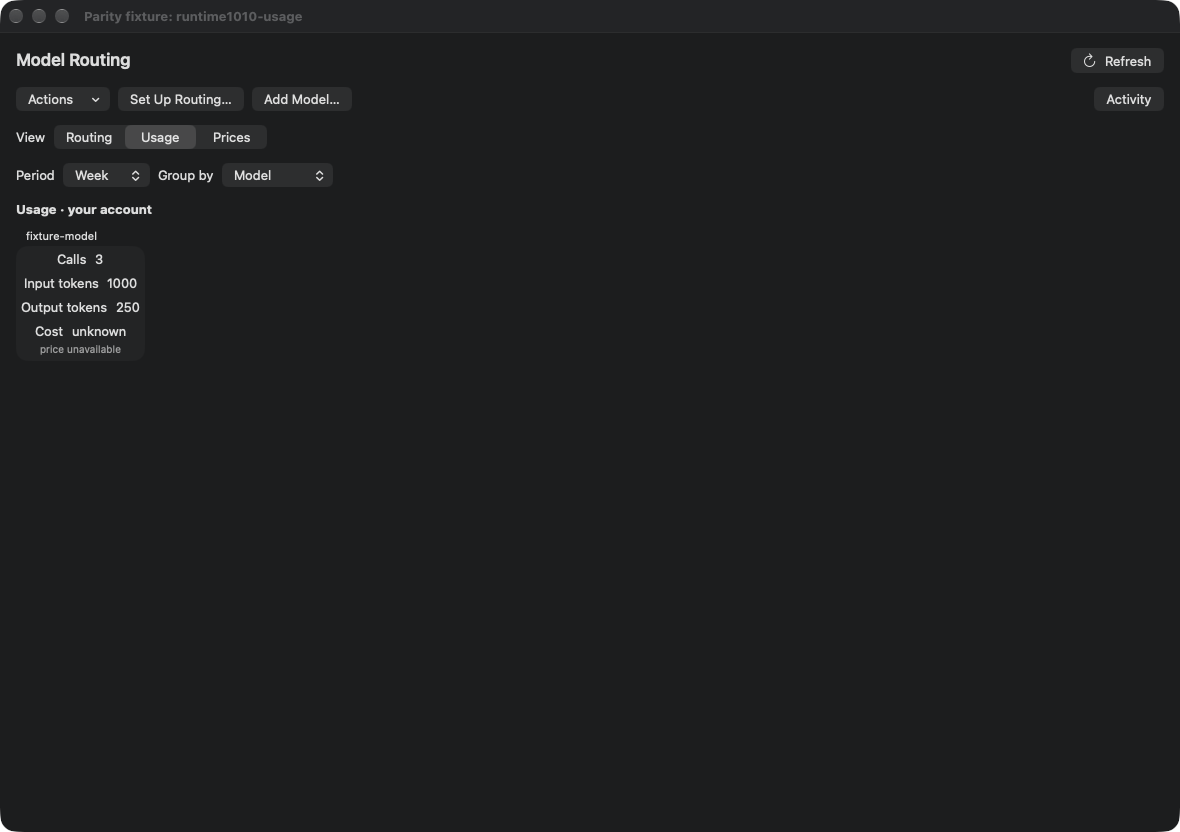 Parity fixture: runtime1010-usage
Model Routing
Refresh
Actions
Set Up Routing...
Add Model...
Activity
View
Routing
Usage
Prices
Period
Week
Group by
Model
Usage · your account
fixture-model
Calls 3
Input tokens 1000
Output tokens 250
Cost unknown
price unavailable